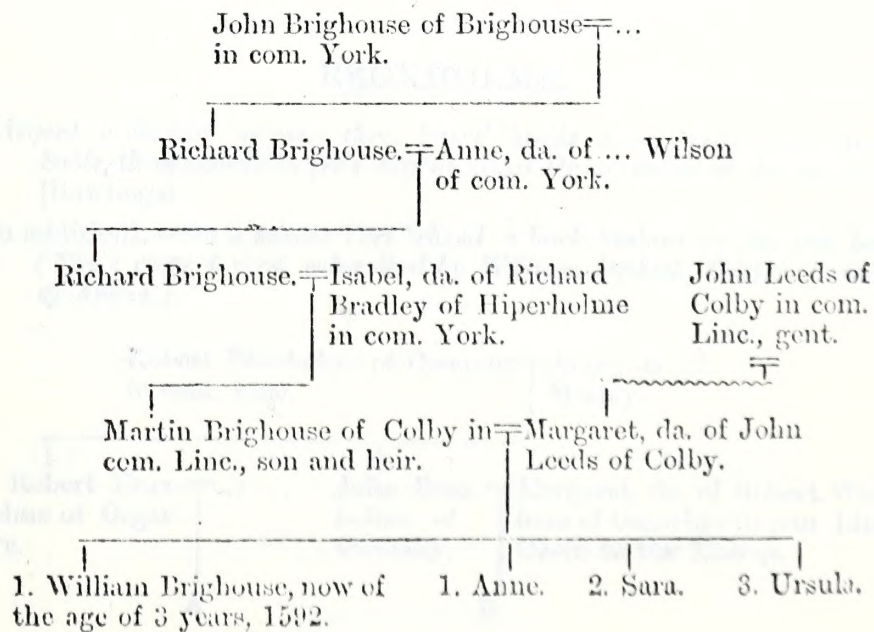 John Brighouse of Brighouse=...
in com. York.
Richard Brighouse.=Anne, da. of ... Wilson
of com. York.
Richard Brighouse.=Isabel, da. of Richard
Bradley of Hiperholme
in com. York.
John Leeds of
Colby in com.
Linc., gent.
=
Martin Brighouse of Colby in=Margaret, da. of John
com. Linc., son and heir. Leeds of Colby.
1. William Brighouse, now of 1. Anne. 2. Sara. 3. Ursula.
the age of 3 years, 1592.